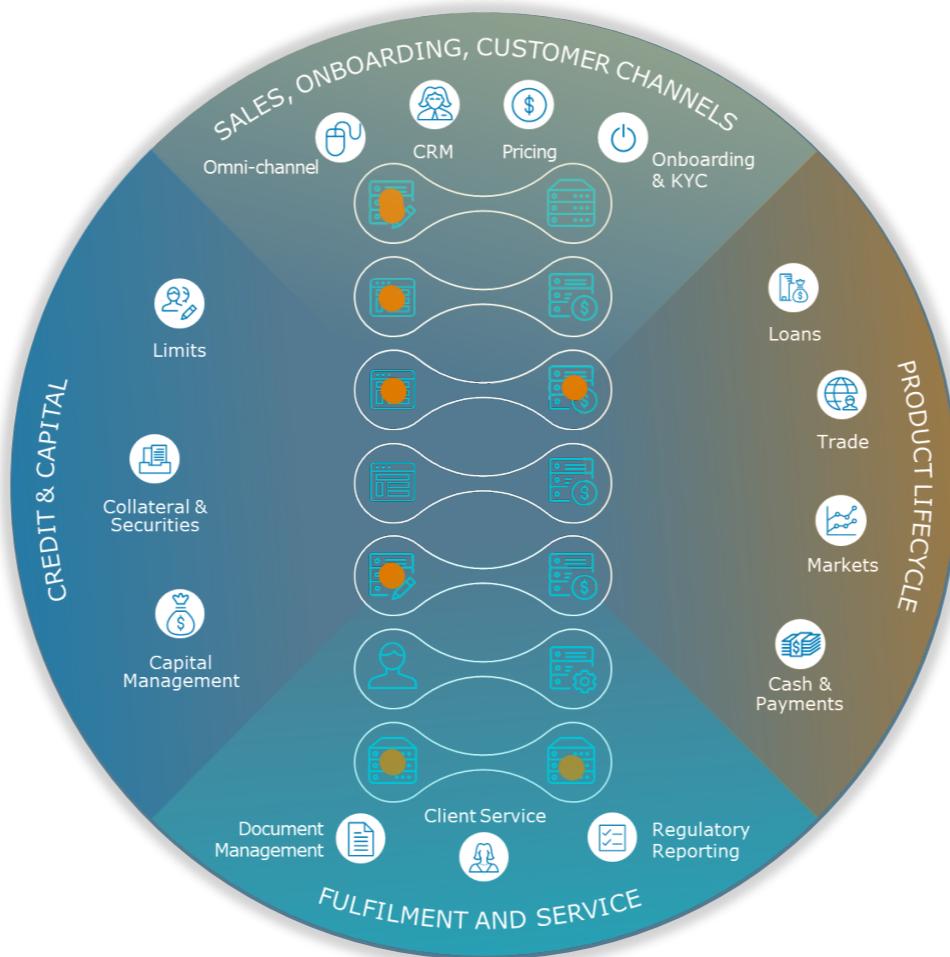 SALES, ONBOARDING, CUSTOMER CHANNELS
Omni-channel
CRM
Pricing
Onboarding
& KYC
CREDIT & CAPITAL
Limits
Collateral &
Securities
Capital
Management
PRODUCT LIFECYCLE
Loans
Trade
Markets
Cash &
Payments
Document
Management
Client Service
Regulatory
Reporting
FULFILMENT AND SERVICE